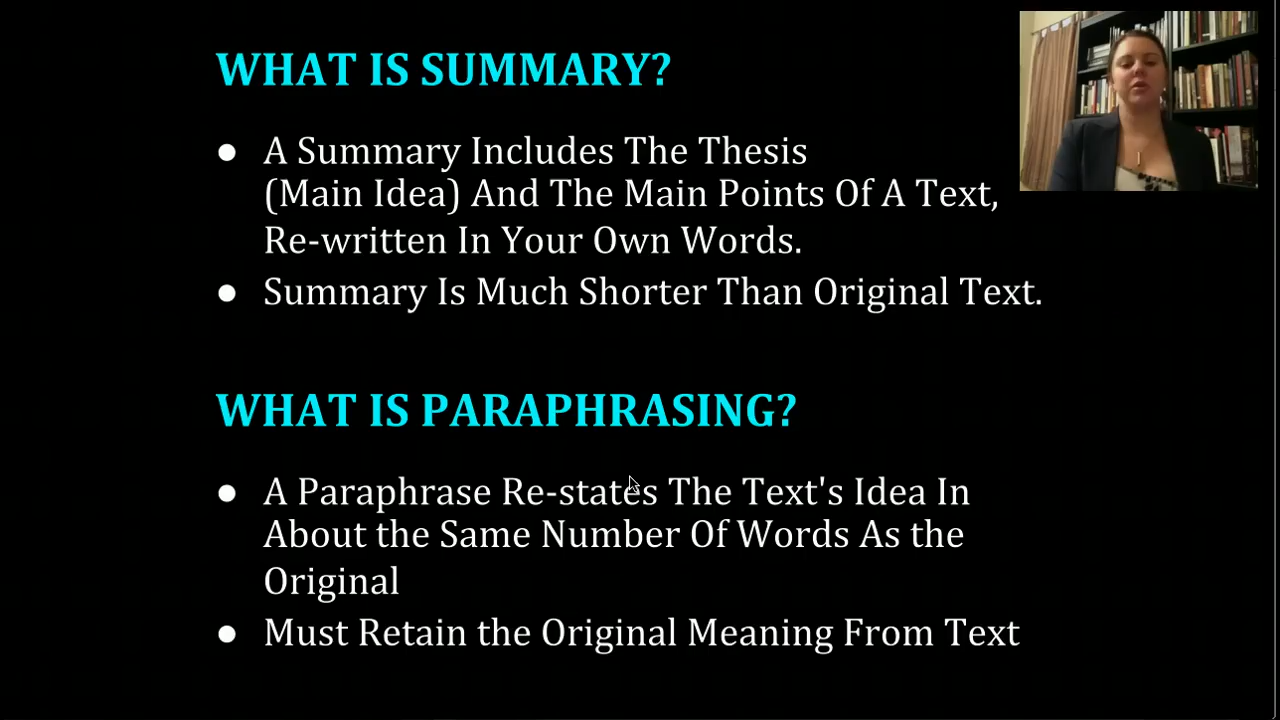 WHAT IS SUMMARY?
● A Summary Includes The Thesis
(Main Idea) And The Main Points Of A Text,
Re-written In Your Own Words.
● Summary Is Much Shorter Than Original Text.
WHAT IS PARAPHRASING?
● A Paraphrase Re-states The Text's Idea In
About the Same Number Of Words As the
Original
● Must Retain the Original Meaning From Text